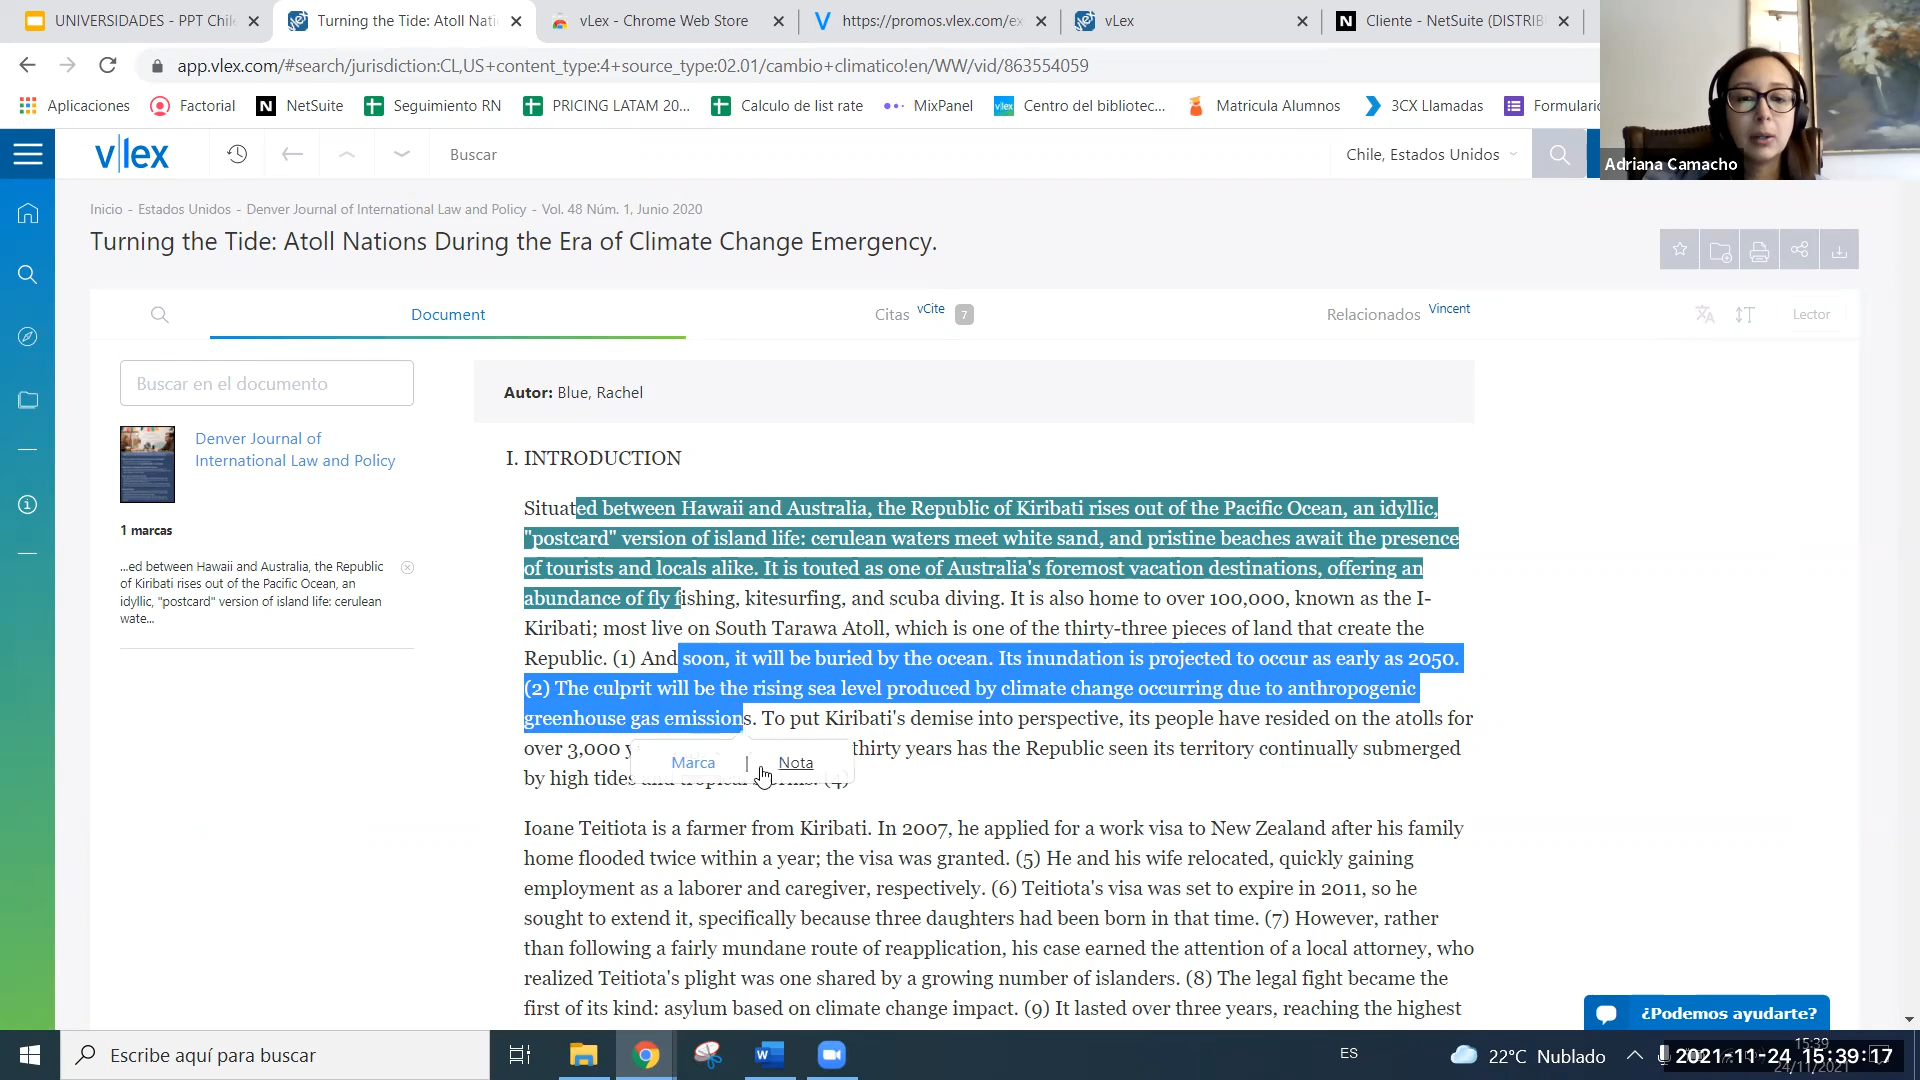 UNIVERSIDADES - PPT Chile
Turning the Tide: Atoll Nati
vLex - Chrome Web Store
https://promos.vlex.com/ex
vLex
Cliente - NetSuite (DISTRIB
app.vlex.com/#search/jurisdiction:CL,US+content_type:4+source_type:02.01/cambio+climatico!en/WW/vid/863554059
Aplicaciones
Factorial
NetSuite
Seguimiento RN
PRICING LATAM 20...
Calculo de list rate
MixPanel
Centro del bibliotec...
Matricula Alumnos
3CX Llamadas
Formulario
Adriana Camacho
vlex
Buscar
Chile, Estados Unidos
Inicio - Estados Unidos - Denver Journal of International Law and Policy - Vol. 48 Núm. 1, Junio 2020
Turning the Tide: Atoll Nations During the Era of Climate Change Emergency.
Document
Citas vCite 7
Relacionados Vincent
Lector
Buscar en el documento
Denver Journal of
International Law and Policy
1 marcas
...ed between Hawaii and Australia, the Republic
of Kiribati rises out of the Pacific Ocean, an
idyllic, "postcard" version of island life: cerulean
wate...
Autor: Blue, Rachel
I. INTRODUCTION
Situated between Hawaii and Australia, the Republic of Kiribati rises out of the Pacific Ocean, an idyllic,
"postcard" version of island life: cerulean waters meet white sand, and pristine beaches await the presence
of tourists and locals alike. It is touted as one of Australia's foremost vacation destinations, offering an
abundance of fly fishing, kitesurfing, and scuba diving. It is also home to over 100,000, known as the I-
Kiribati; most live on South Tarawa Atoll, which is one of the thirty-three pieces of land that create the
Republic. (1) And soon, it will be buried by the ocean. Its inundation is projected to occur as early as 2050.
(2) The culprit will be the rising sea level produced by climate change occurring due to anthropogenic
greenhouse gas emissions. To put Kiribati's demise into perspective, its people have resided on the atolls for
over 3,000 y thirty years has the Republic seen its territory continually submerged
Marca | Nota
by high tides and tropical storms. (4)
Ioane Teitiota is a farmer from Kiribati. In 2007, he applied for a work visa to New Zealand after his family
home flooded twice within a year; the visa was granted. (5) He and his wife relocated, quickly gaining
employment as a laborer and caregiver, respectively. (6) Teitiota's visa was set to expire in 2011, so he
sought to extend it, specifically because three daughters had been born in that time. (7) However, rather
than following a fairly mundane route of reapplication, his case earned the attention of a local attorney, who
realized Teitiota's plight was one shared by a growing number of islanders. (8) The legal fight became the
first of its kind: asylum based on climate change impact. (9) It lasted over three years, reaching the highest
¿Podemos ayudarte?
Escribe aquí para buscar
ES
22°C Nublado
15:39
24/11/2021
2021-11-24 15:39:17